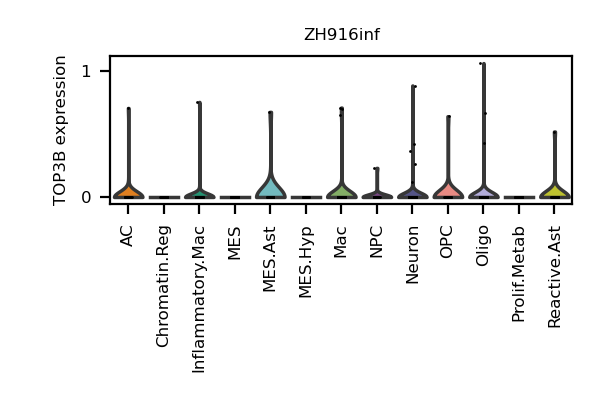 ZH916inf
TOP3B expression
1
0
AC
Chromatin.Reg
Inflammatory.Mac
MES
MES.Ast
MES.Hyp
Mac
NPC
Neuron
OPC
Oligo
Prolif.Metab
Reactive.Ast